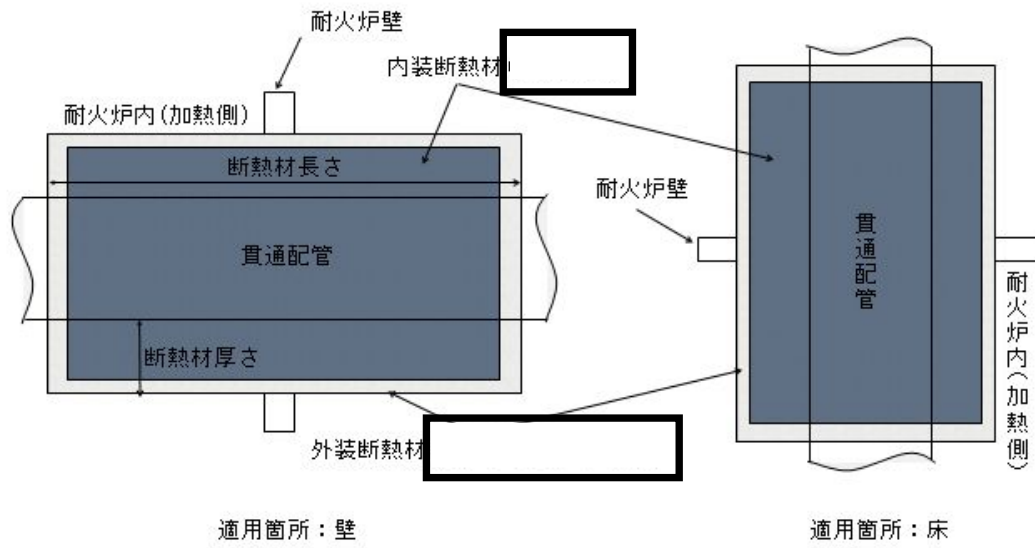 耐火炉壁
内装断熱材
耐火炉内(加熱側)
断熱材長さ
貫通配管
断熱材厚さ
外装断熱材
適用箇所:壁
耐火炉壁
貫通配管
耐火炉内(加熱側)
適用箇所:床